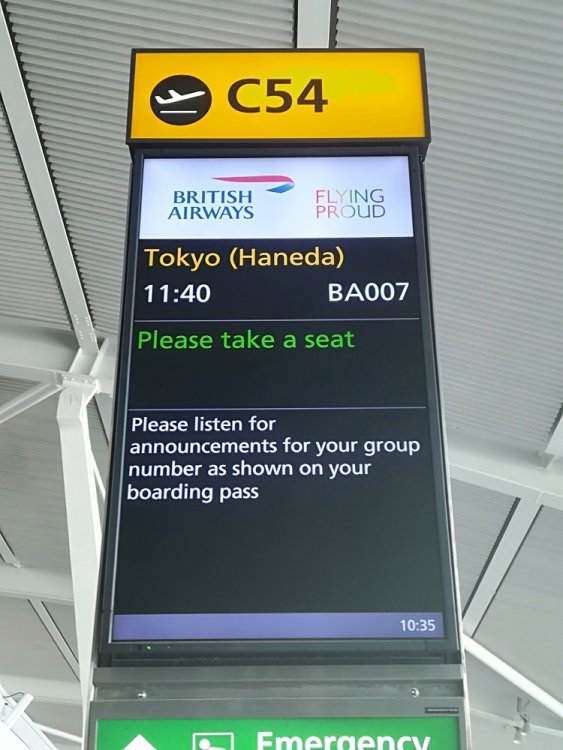 C54
BRITISH AIRWAYS
FLYING PROUD
Tokyo (Haneda)
11:40 BA007
Please take a seat
Please listen for
announcements for your group
number as shown on your
boarding pass
10:35
Emergency